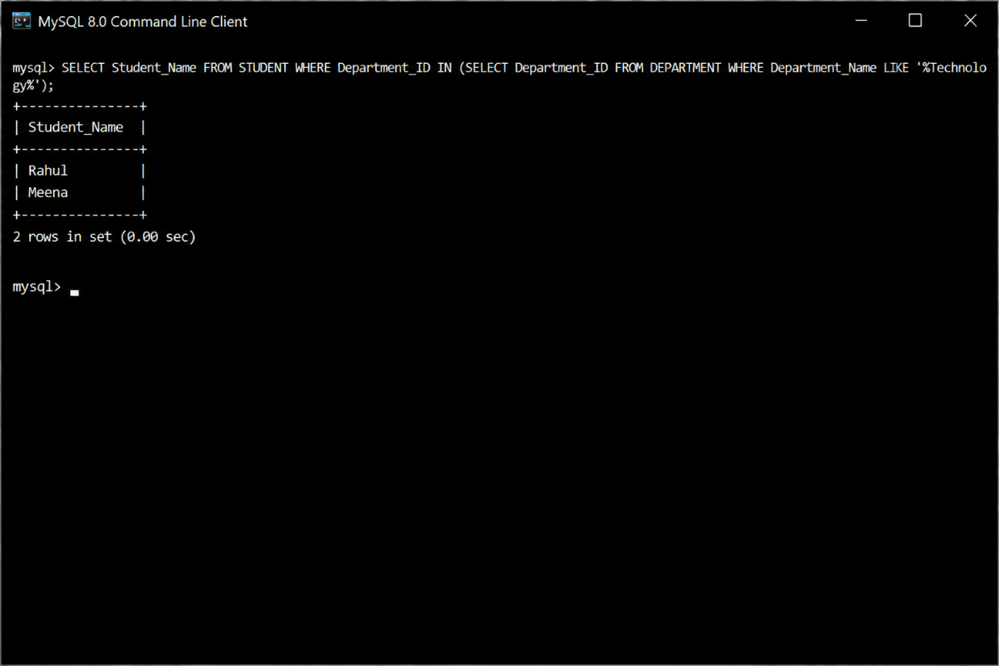 MySQL 8.0 Command Line Client
mysql> SELECT Student_Name FROM STUDENT WHERE Department_ID IN (SELECT Department_ID FROM DEPARTMENT WHERE Department_Name LIKE '%Technolo
gy%');
+---------------+
| Student_Name  |
+---------------+
| Rahul         |
| Meena         |
+---------------+
2 rows in set (0.00 sec)
mysql>